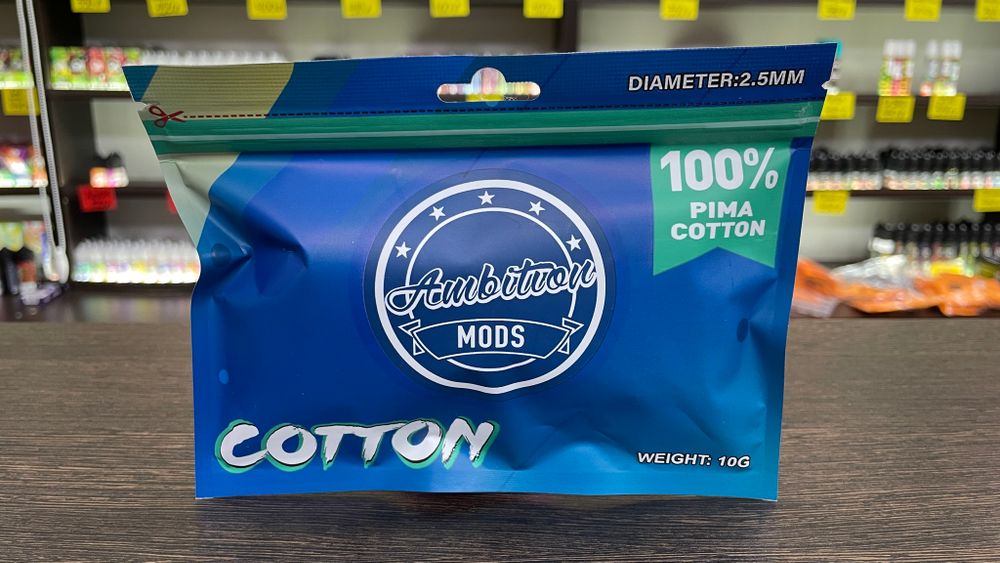 DIAMETER:2.5MM
100%
PIMA
COTTON
Ambition
MODS
COTTON
WEIGHT: 10G